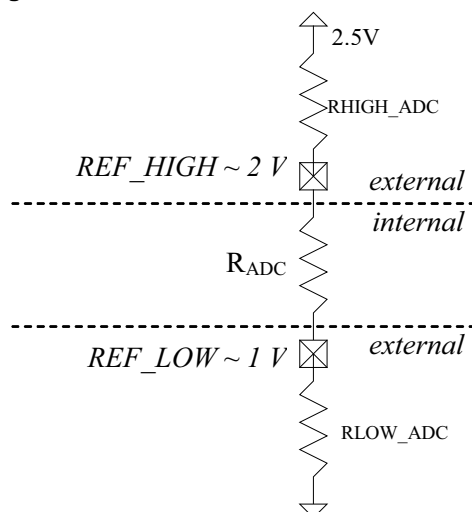 2.5V
RHIGH_ADC
REF_HIGH ~ 2 V
external
internal
RADC
external
REF_LOW ~ 1 V
RLOW_ADC